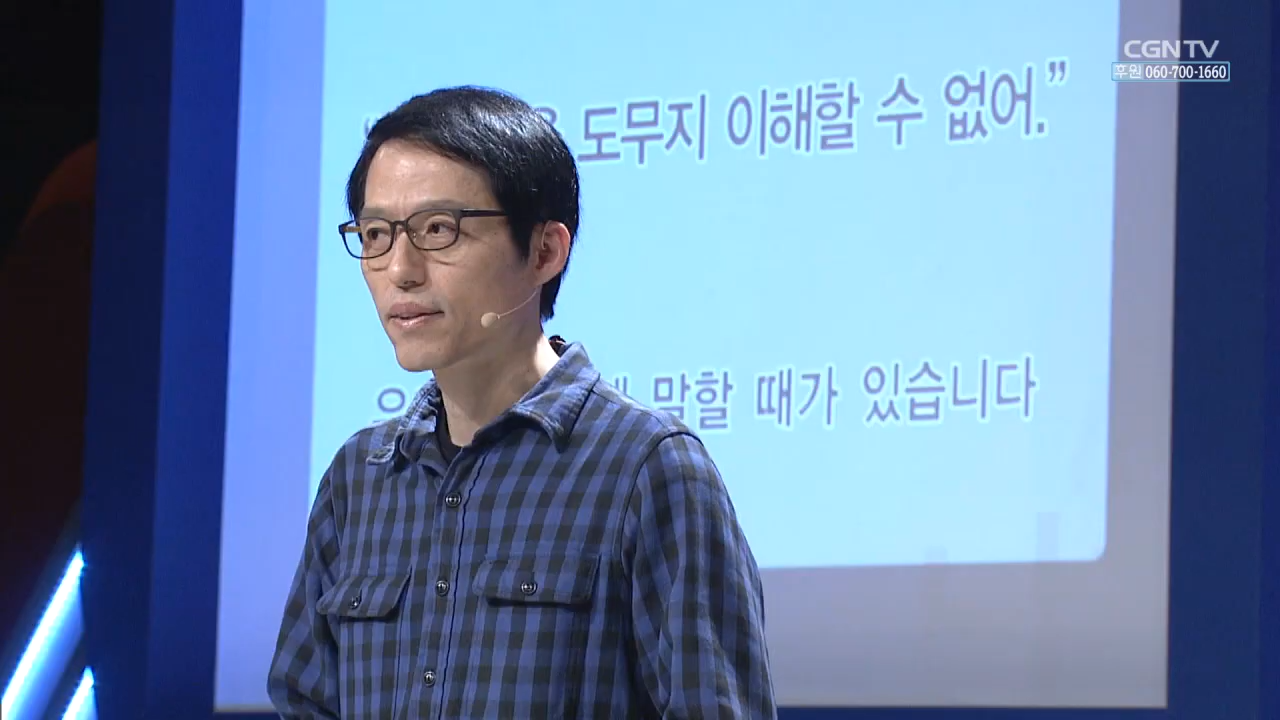 CGNTV
후원 060-700-1660
도무지 이해할 수 없어.”
말할 때가 있습니다